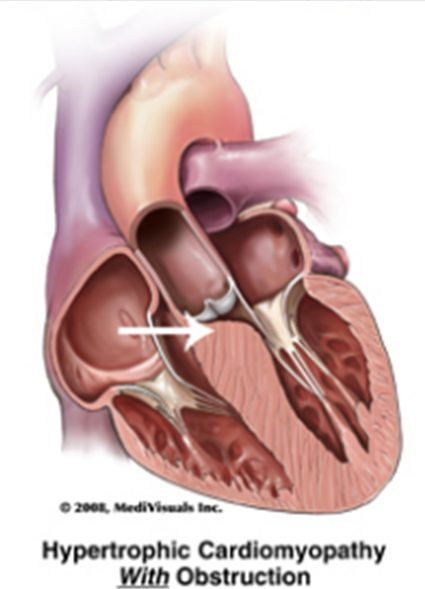 © 2008, MediVisuals Inc.
Hypertrophic Cardiomyopathy
With Obstruction